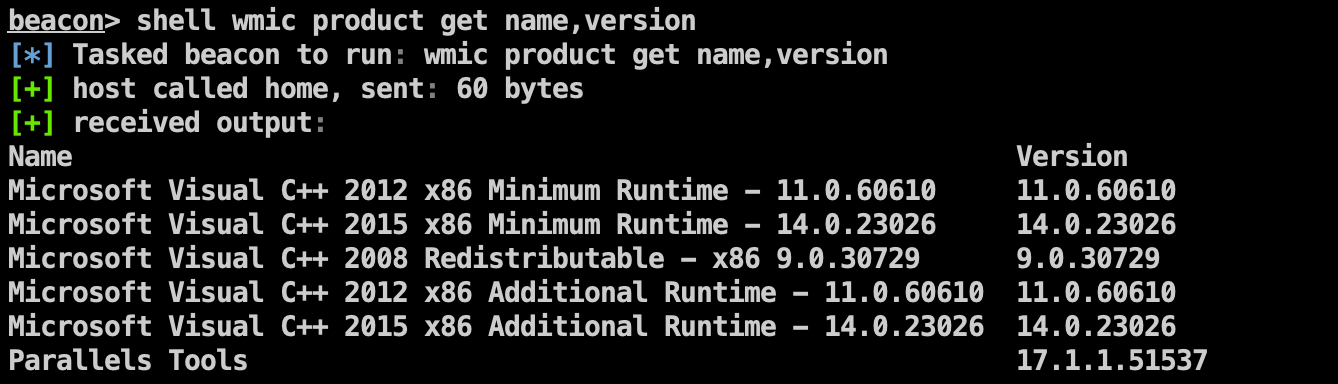 beacon> shell wmic product get name,version
[*] Tasked beacon to run: wmic product get name,version
[+] host called home, sent: 60 bytes
[+] received output:
Name Version
Microsoft Visual C++ 2012 x86 Minimum Runtime - 11.0.60610 11.0.60610
Microsoft Visual C++ 2015 x86 Minimum Runtime - 14.0.23026 14.0.23026
Microsoft Visual C++ 2008 Redistributable - x86 9.0.30729 9.0.30729
Microsoft Visual C++ 2012 x86 Additional Runtime - 11.0.60610 11.0.60610
Microsoft Visual C++ 2015 x86 Additional Runtime - 14.0.23026 14.0.23026
Parallels Tools 17.1.1.51537